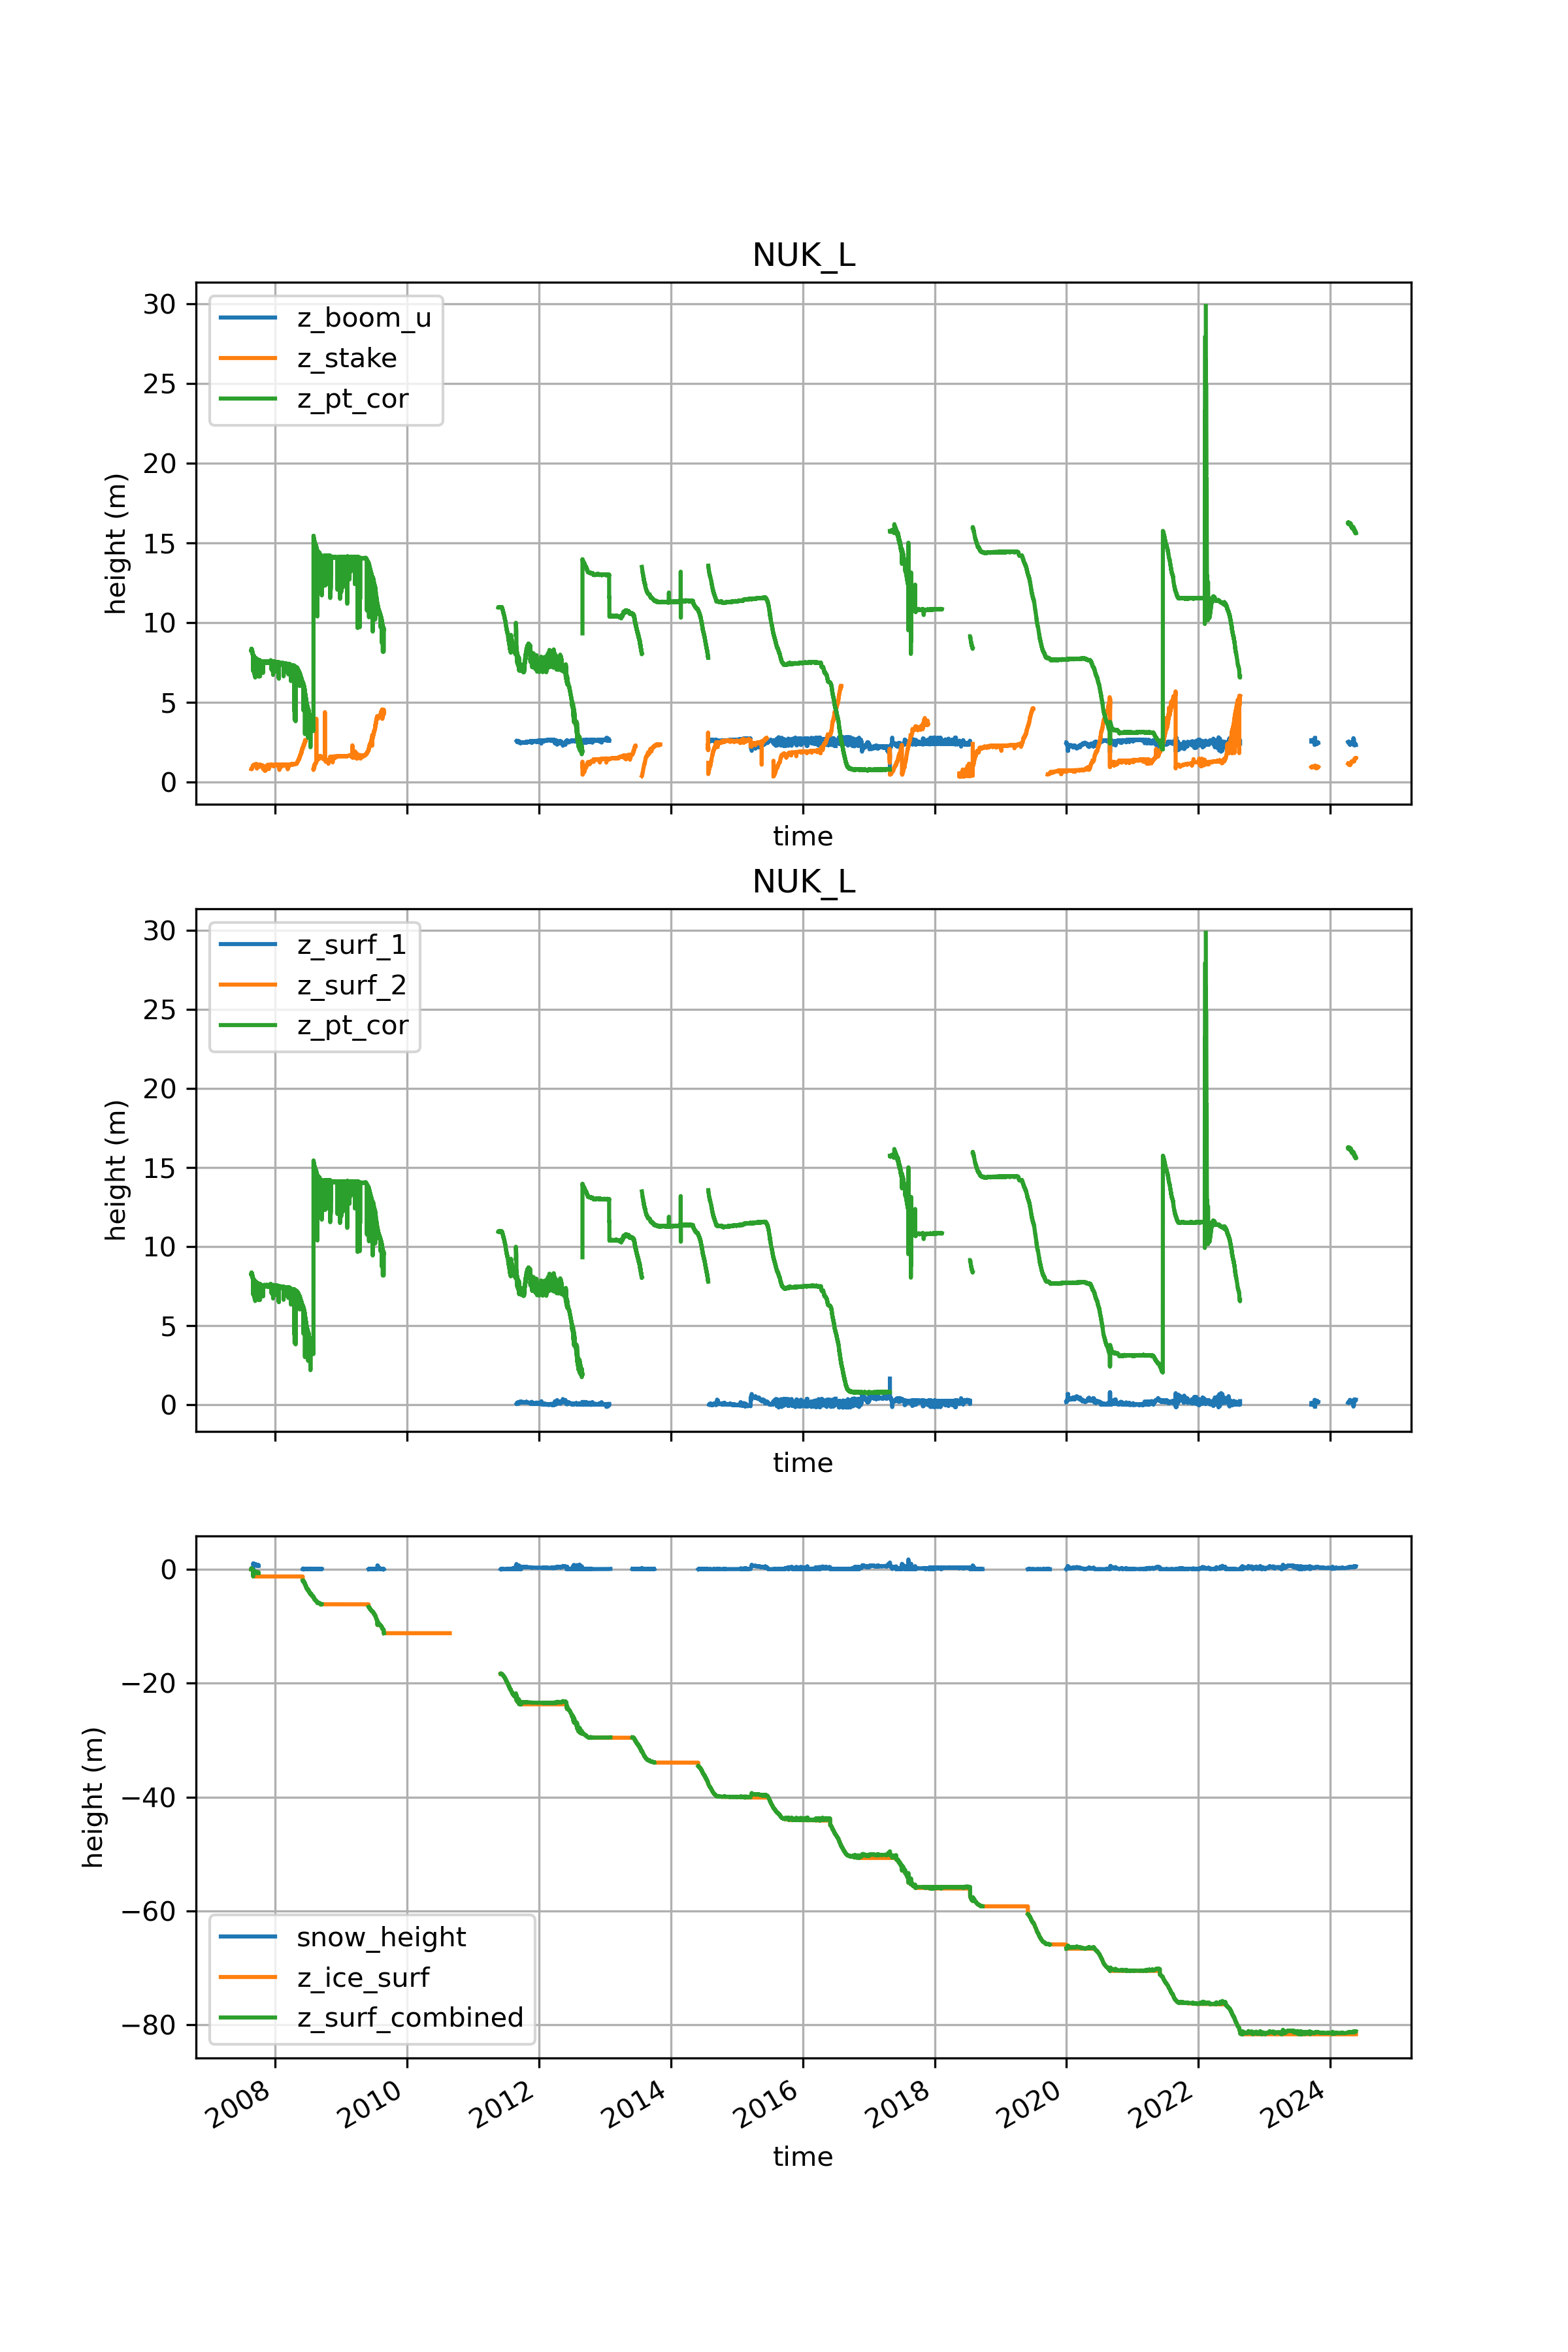 NUK_L
30
25
20
15
10
5
0
height (m)
z_boom_u
z_stake
z_pt_cor
time
NUK_L
30
25
20
15
10
5
0
height (m)
z_surf_1
z_surf_2
z_pt_cor
time
0
−20
−40
−60
−80
height (m)
snow_height
z_ice_surf
z_surf_combined
2008
2010
2012
2014
2016
2018
2020
2022
2024
time